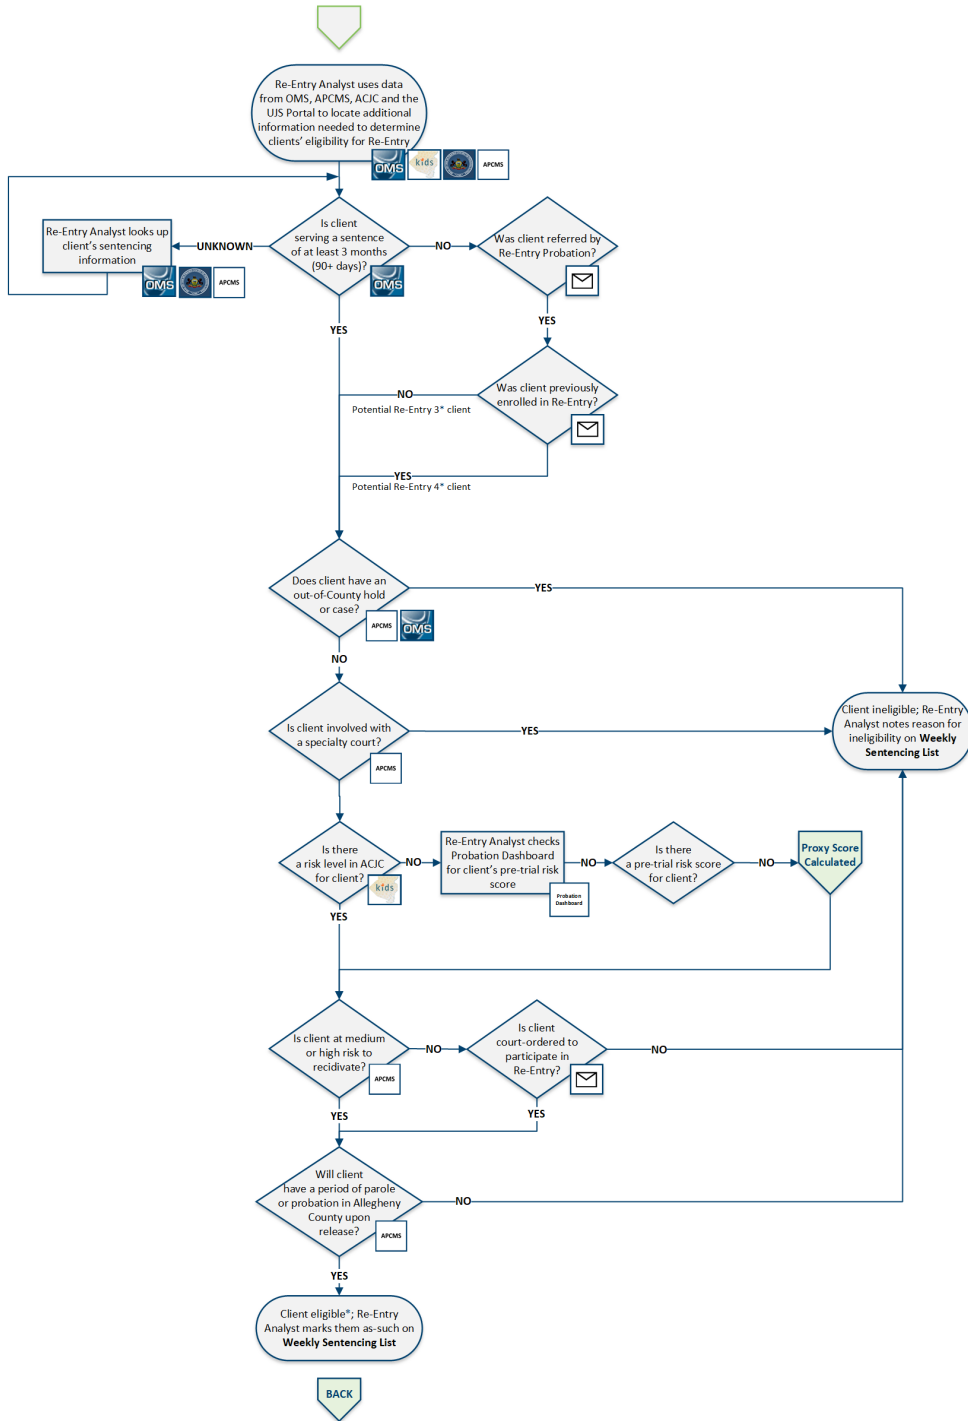 Re-Entry Analyst uses data
from OMS, APCMS, ACJC and the
UJS Portal to locate additional
information needed to determine
clients' eligibility for Re-Entry
OMS
kids
APCMS
Re-Entry Analyst looks up
client's sentencing
information
OMS
APCMS
UNKNOWN
Is client
serving a sentence
of at least 3 months
(90+ days)?
OMS
NO
Was client referred by
Re-Entry Probation?
YES
YES
Was client previously
enrolled in Re-Entry?
NO
Potential Re-Entry 3* client
YES
Potential Re-Entry 4* client
Does client have an
out-of-County hold
or case?
APCMS
OMS
YES
NO
Client ineligible; Re-Entry
Analyst notes reason for
ineligibility on Weekly
Sentencing List
Is client involved with
a specialty court?
APCMS
YES
Is there
a risk level in ACJC
for client?
kids
NO
Re-Entry Analyst checks
Probation Dashboard
for client's pre-trial risk
score
Probation
Dashboard
NO
Is there
a pre-trial risk score
for client?
NO
Proxy Score
Calculated
YES
Is client at medium
or high risk to
recidivate?
APCMS
NO
Is client
court-ordered to
participate in
Re-Entry?
NO
YES
YES
Will client
have a period of parole
or probation in Allegheny
County upon
release?
APCMS
NO
YES
Client eligible*; Re-Entry
Analyst marks them as-such on
Weekly Sentencing List
BACK